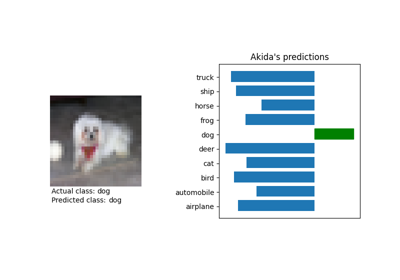 Akida's predictions
truck
ship
horse
frog
dog
deer
cat
bird
automobile
airplane
Actual class: dog
Predicted class: dog